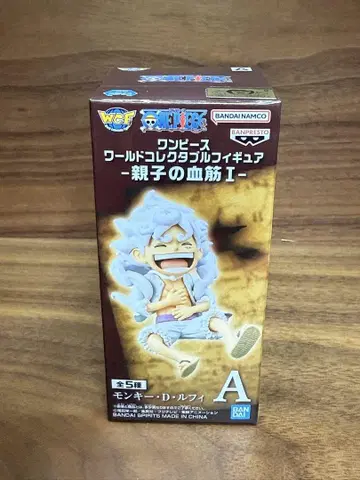 WCF ONE PIECE BANDAI NAMCO
BANPRESTO
ワンピース
ワールドコレクタブルフィギュア
-親子の血筋Ⅰ-
全5種
モンキー・D・ルフィ A
BANDAI SPIRITS MADE IN CHINA
BANDAI